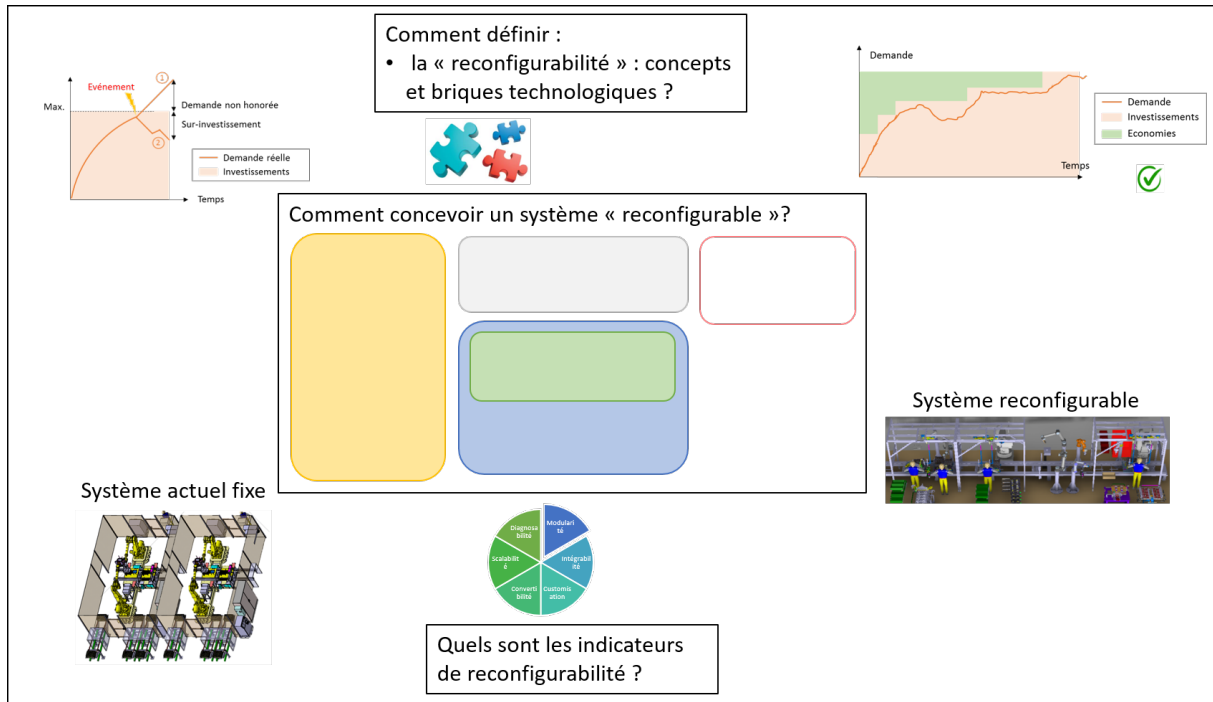 Comment définir :
• la « reconfigurabilité » : concepts
et briques technologiques ?
Evénement
1
Max.
Demande non honorée
Sur-investissement
2
Demande réelle
Investissements
Temps
Demande
Demande
Investissements
Economies
Temps
Comment concevoir un système « reconfigurable »?
Système reconfigurable
Système actuel fixe
Diagnosa
bilité
Modulari
té
Scalabilit
é
Intégrabil
ité
Converti
bilité
Customis
ation
Quels sont les indicateurs
de reconfigurabilité ?